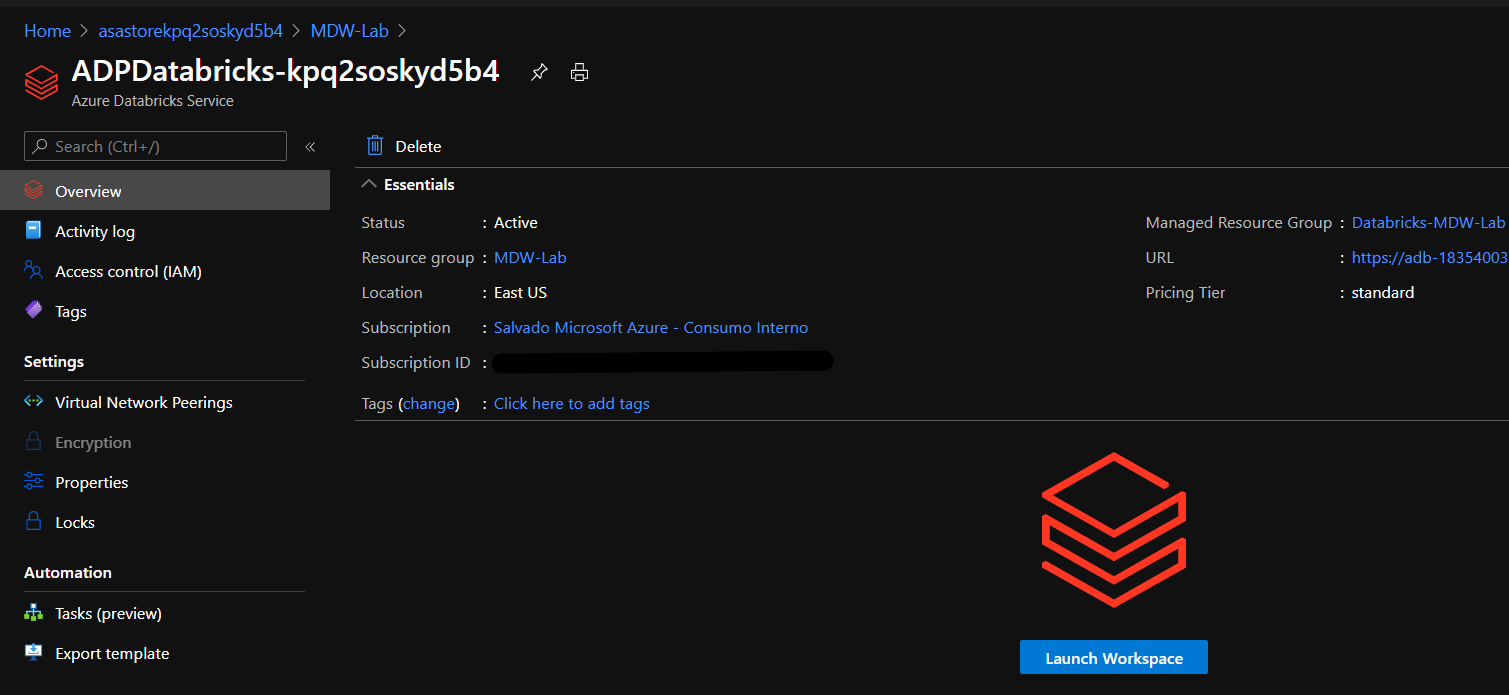 Home > asastorekpq2soskyd5b4 > MDW-Lab >
ADPDatabricks-kpq2soskyd5b4
Azure Databricks Service
Search (Ctrl+/)
«
Overview
Activity log
Access control (IAM)
Tags
Settings
Virtual Network Peerings
Encryption
Properties
Locks
Automation
Tasks (preview)
Export template
Delete
Essentials
Status : Active
Resource group : MDW-Lab
Location : East US
Subscription : Salvado Microsoft Azure - Consumo Interno
Subscription ID :
Tags (change) : Click here to add tags
Managed Resource Group : Databricks-MDW-Lab
URL : https://adb-18354003
Pricing Tier : standard
Launch Workspace